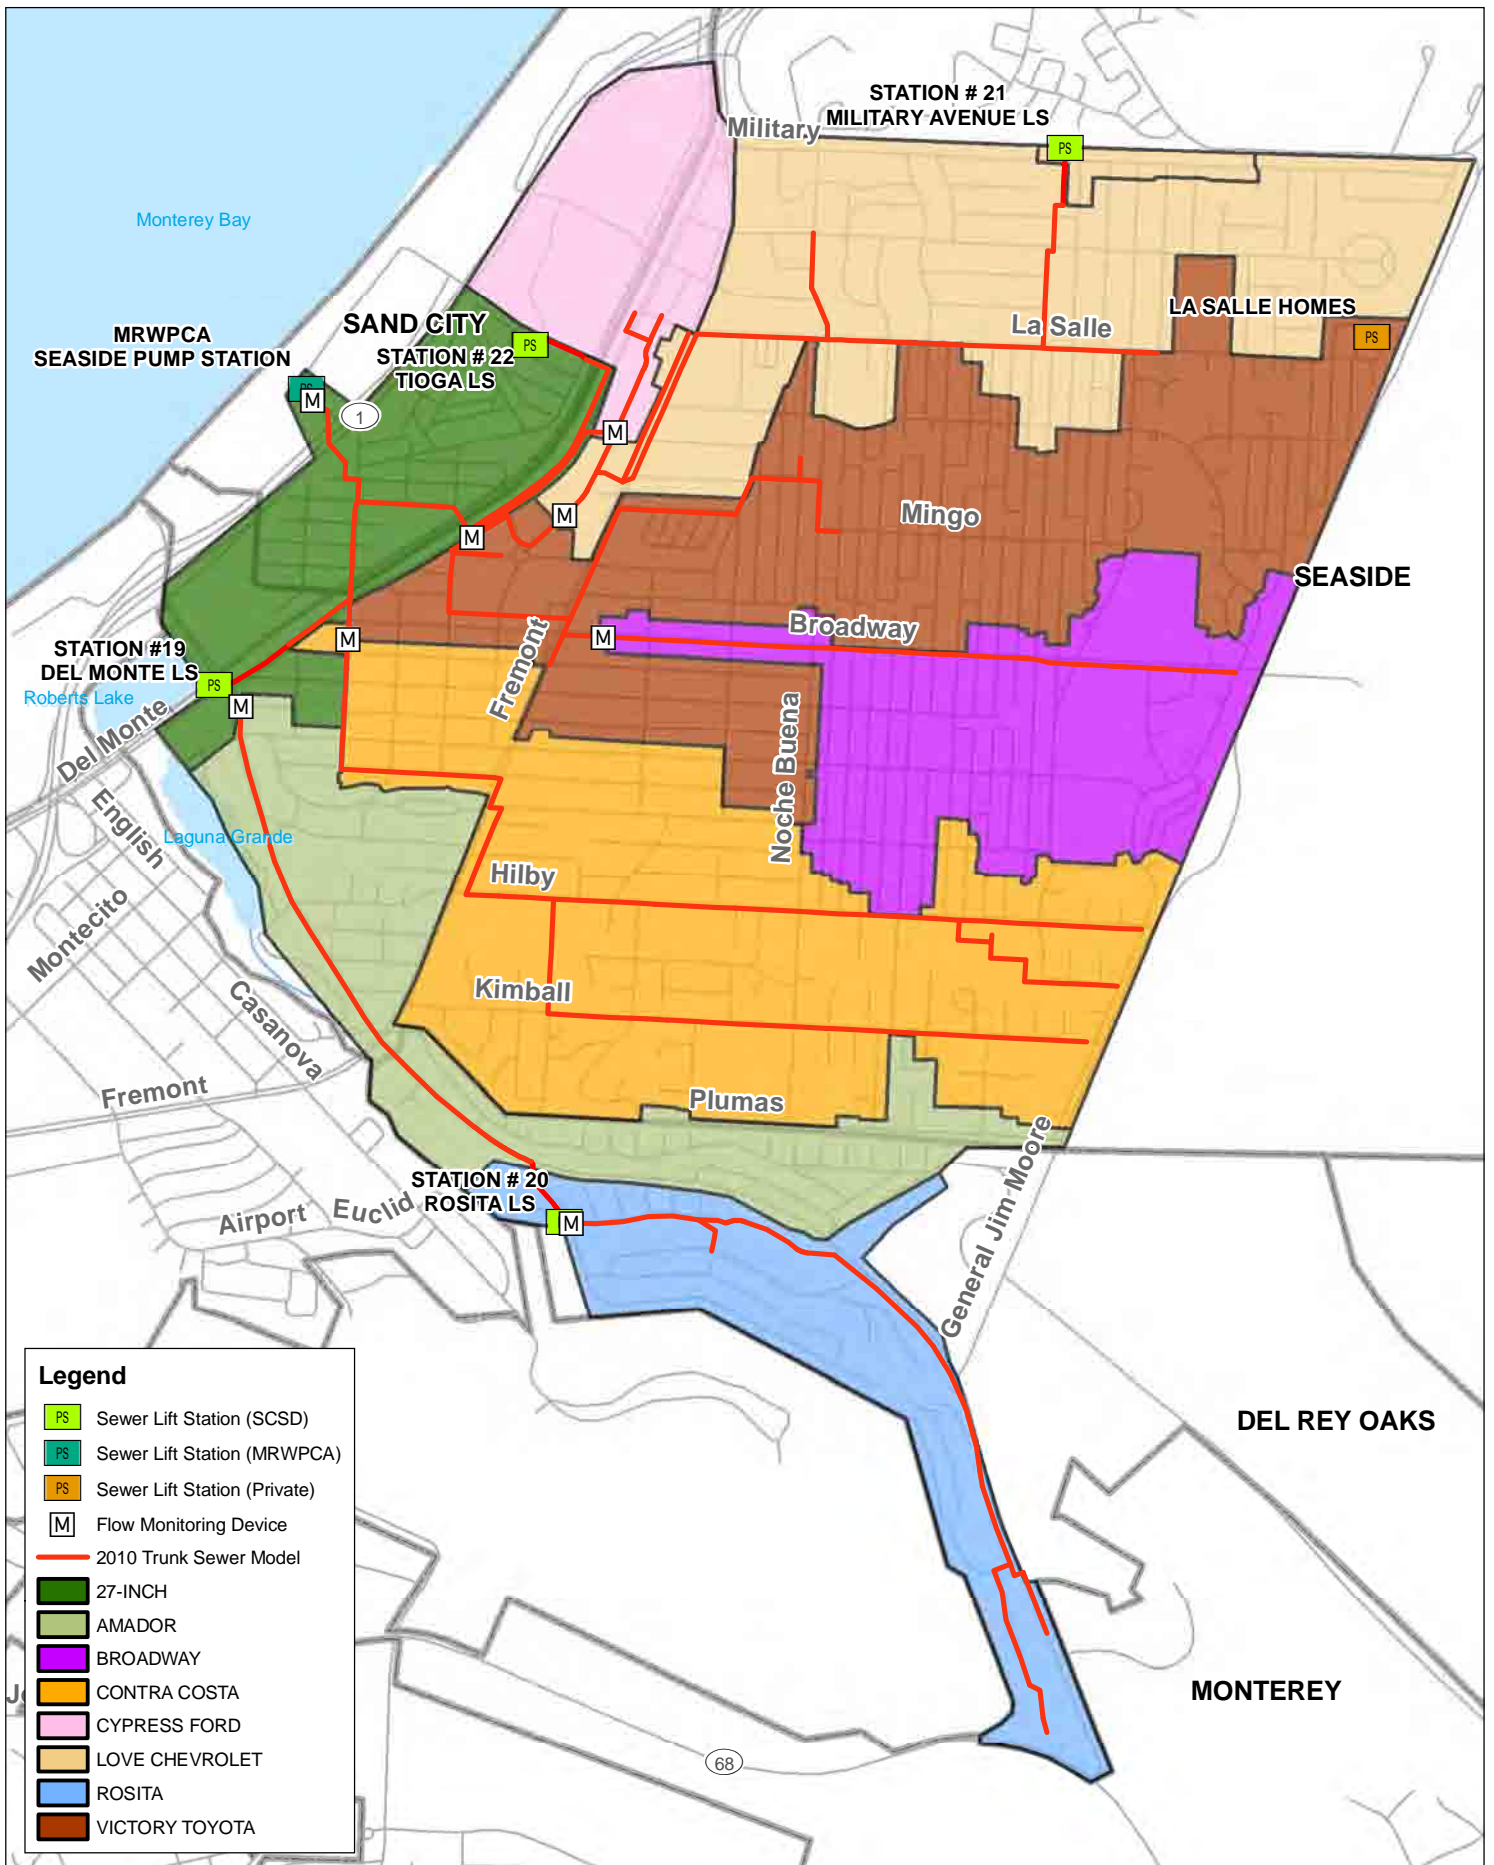 STATION # 21
MILITARY AVENUE LS
Military
PS
Monterey Bay
LA SALLE HOMES
La Salle
SAND CITY
PS
PS
MRWPCA
SEASIDE PUMP STATION
STATION # 22
TIOGA LS
M
1
M
Mingo
M
M
SEASIDE
Broadway
M
M
Fremont
STATION #19
DEL MONTE LS
PS
Roberts Lake
M
Del Monte
Noche Buena
English
Laguna Grande
Hilby
Montecito
Kimball
Casanova
Fremont
Plumas
General Jim Moore
STATION # 20
ROSITA LS
Airport
Euclid
M
Legend
PS Sewer Lift Station (SCSD)
PS Sewer Lift Station (MRWPCA)
PS Sewer Lift Station (Private)
M Flow Monitoring Device
2010 Trunk Sewer Model
27-INCH
AMADOR
BROADWAY
CONTRA COSTA
CYPRESS FORD
LOVE CHEVROLET
ROSITA
VICTORY TOYOTA
DEL REY OAKS
MONTEREY
68